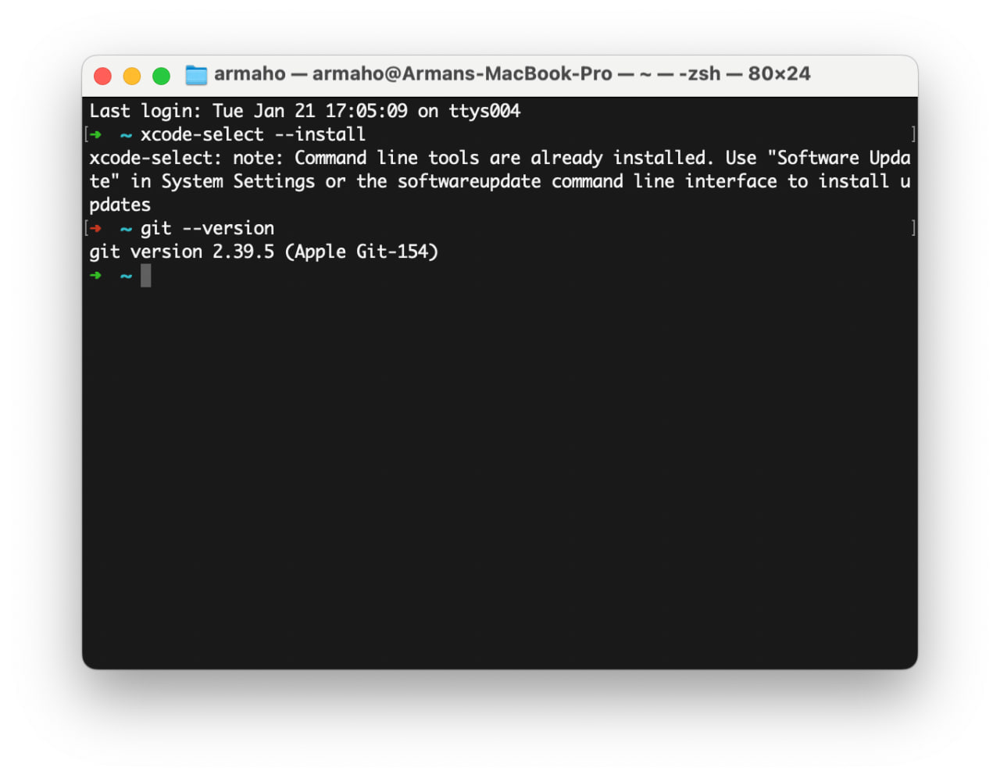 armaho — armaho@Armans-MacBook-Pro — ~ — -zsh — 80×24
Last login: Tue Jan 21 17:05:09 on ttys004
[➜  ~ xcode-select --install ]
xcode-select: note: Command line tools are already installed. Use "Software Upda
te" in System Settings or the softwareupdate command line interface to install u
pdates
[➜  ~ git --version ]
git version 2.39.5 (Apple Git-154)
➜  ~